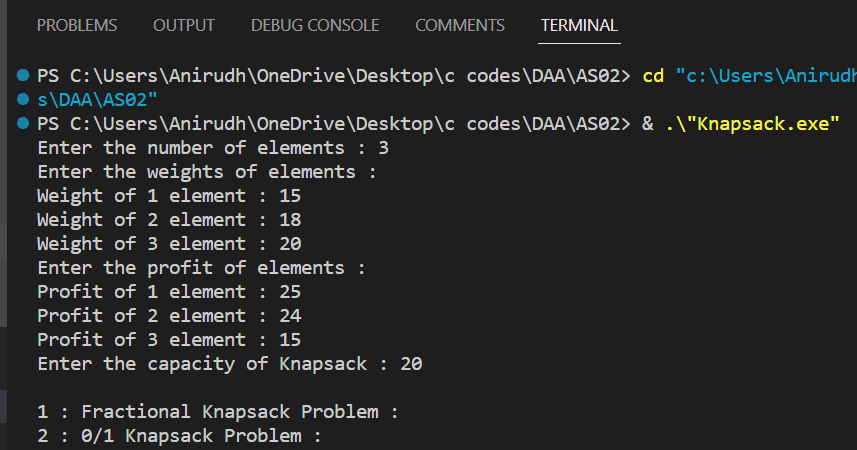 PROBLEMS OUTPUT DEBUG CONSOLE COMMENTS TERMINAL
PS C:\Users\Anirudh\OneDrive\Desktop\c codes\DAA\AS02> cd "c:\Users\Anirudh
s\DAA\AS02"
PS C:\Users\Anirudh\OneDrive\Desktop\c codes\DAA\AS02> & .\"Knapsack.exe"
Enter the number of elements : 3
Enter the weights of elements :
Weight of 1 element : 15
Weight of 2 element : 18
Weight of 3 element : 20
Enter the profit of elements :
Profit of 1 element : 25
Profit of 2 element : 24
Profit of 3 element : 15
Enter the capacity of Knapsack : 20
1 : Fractional Knapsack Problem :
2 : 0/1 Knapsack Problem :